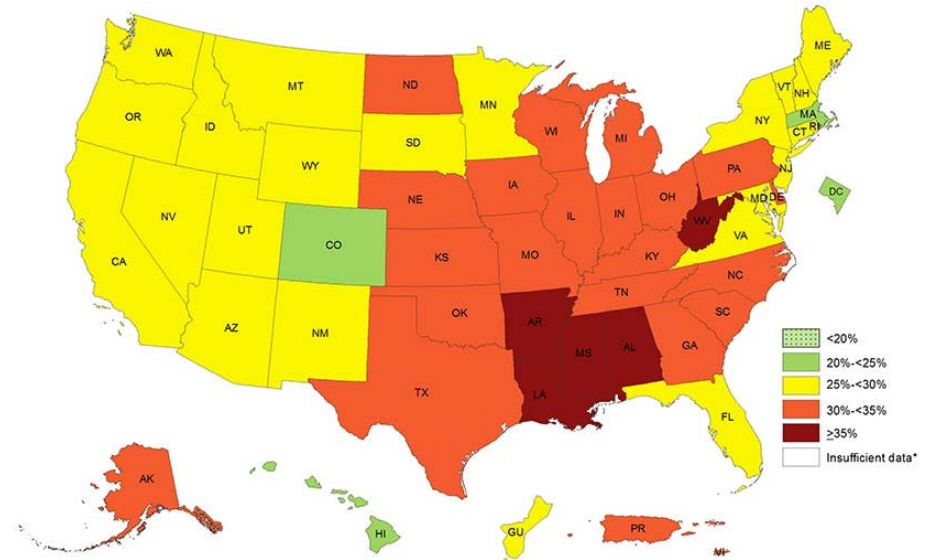 WA
MT
ND
MN
ME
VT
NH
OR
ID
WY
SD
WI
MI
NY
MA
CT
RI
NV
UT
CO
NE
IA
IL
IN
OH
PA
NJ
MD
DE
DC
CA
KS
MO
KY
WV
VA
AZ
NM
OK
AR
TN
NC
SC
TX
LA
MS
AL
GA
FL
AK
HI
GU
PR
VI
<20%
20%-<25%
25%-<30%
30%-<35%
≥35%
Insufficient data*